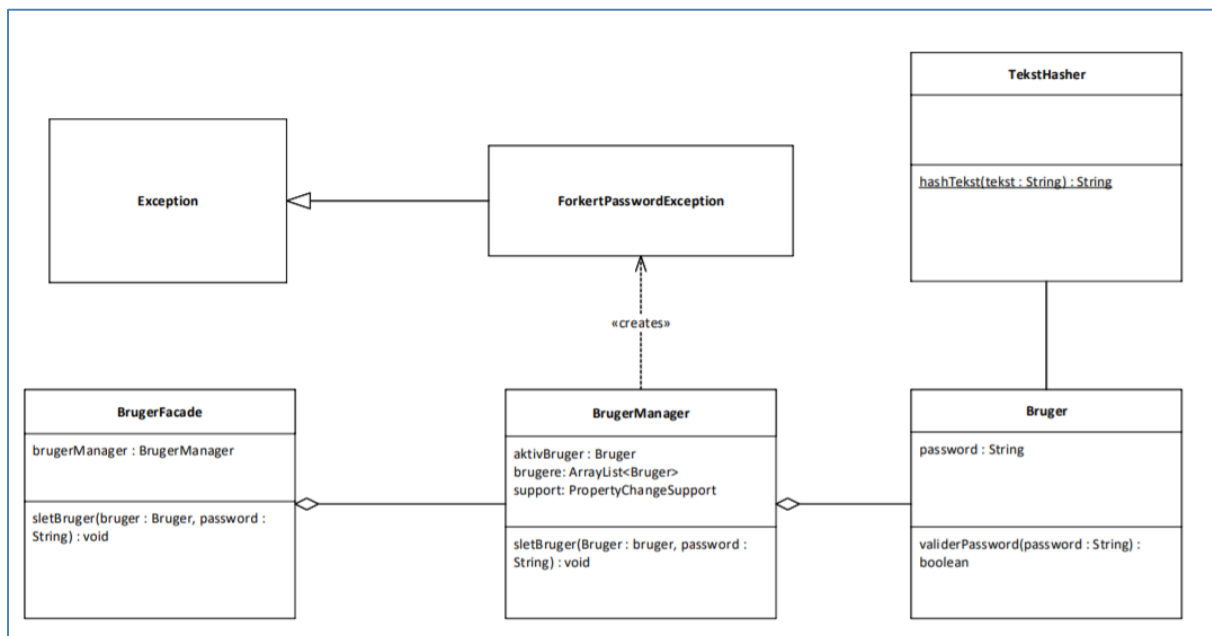 TekstHasher
hashTekst(tekst : String) : String
Exception
ForkertPasswordException
«creates»
BrugerFacade
brugerManager : BrugerManager
sletBruger(bruger : Bruger, password :
String) : void
BrugerManager
aktivBruger : Bruger
brugere: ArrayList<Bruger>
support: PropertyChangeSupport
sletBruger(Bruger : bruger, password :
String) : void
Bruger
password : String
validerPassword(password : String) :
boolean